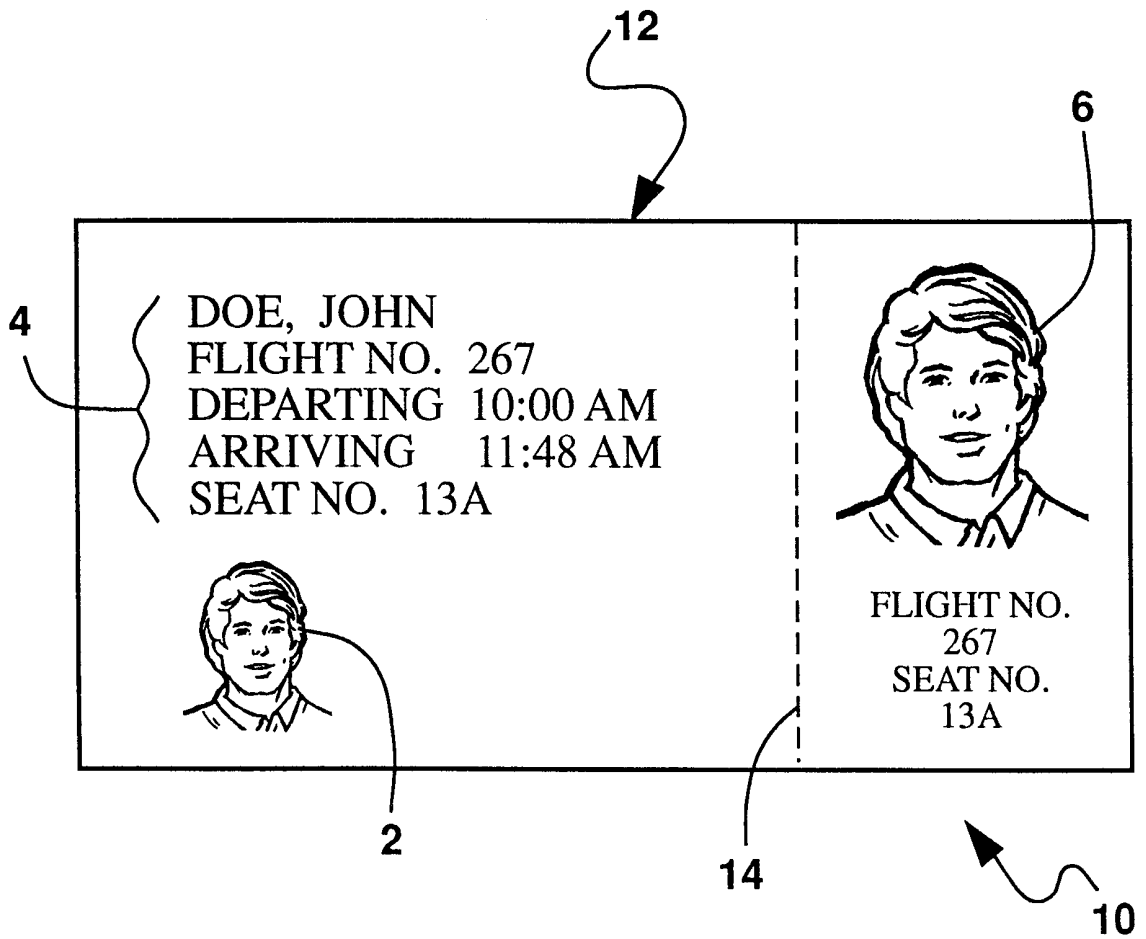 12
6
4
DOE, JOHN
FLIGHT NO. 267
DEPARTING 10:00 AM
ARRIVING 11:48 AM
SEAT NO. 13A
FLIGHT NO.
267
SEAT NO.
13A
2
14
10